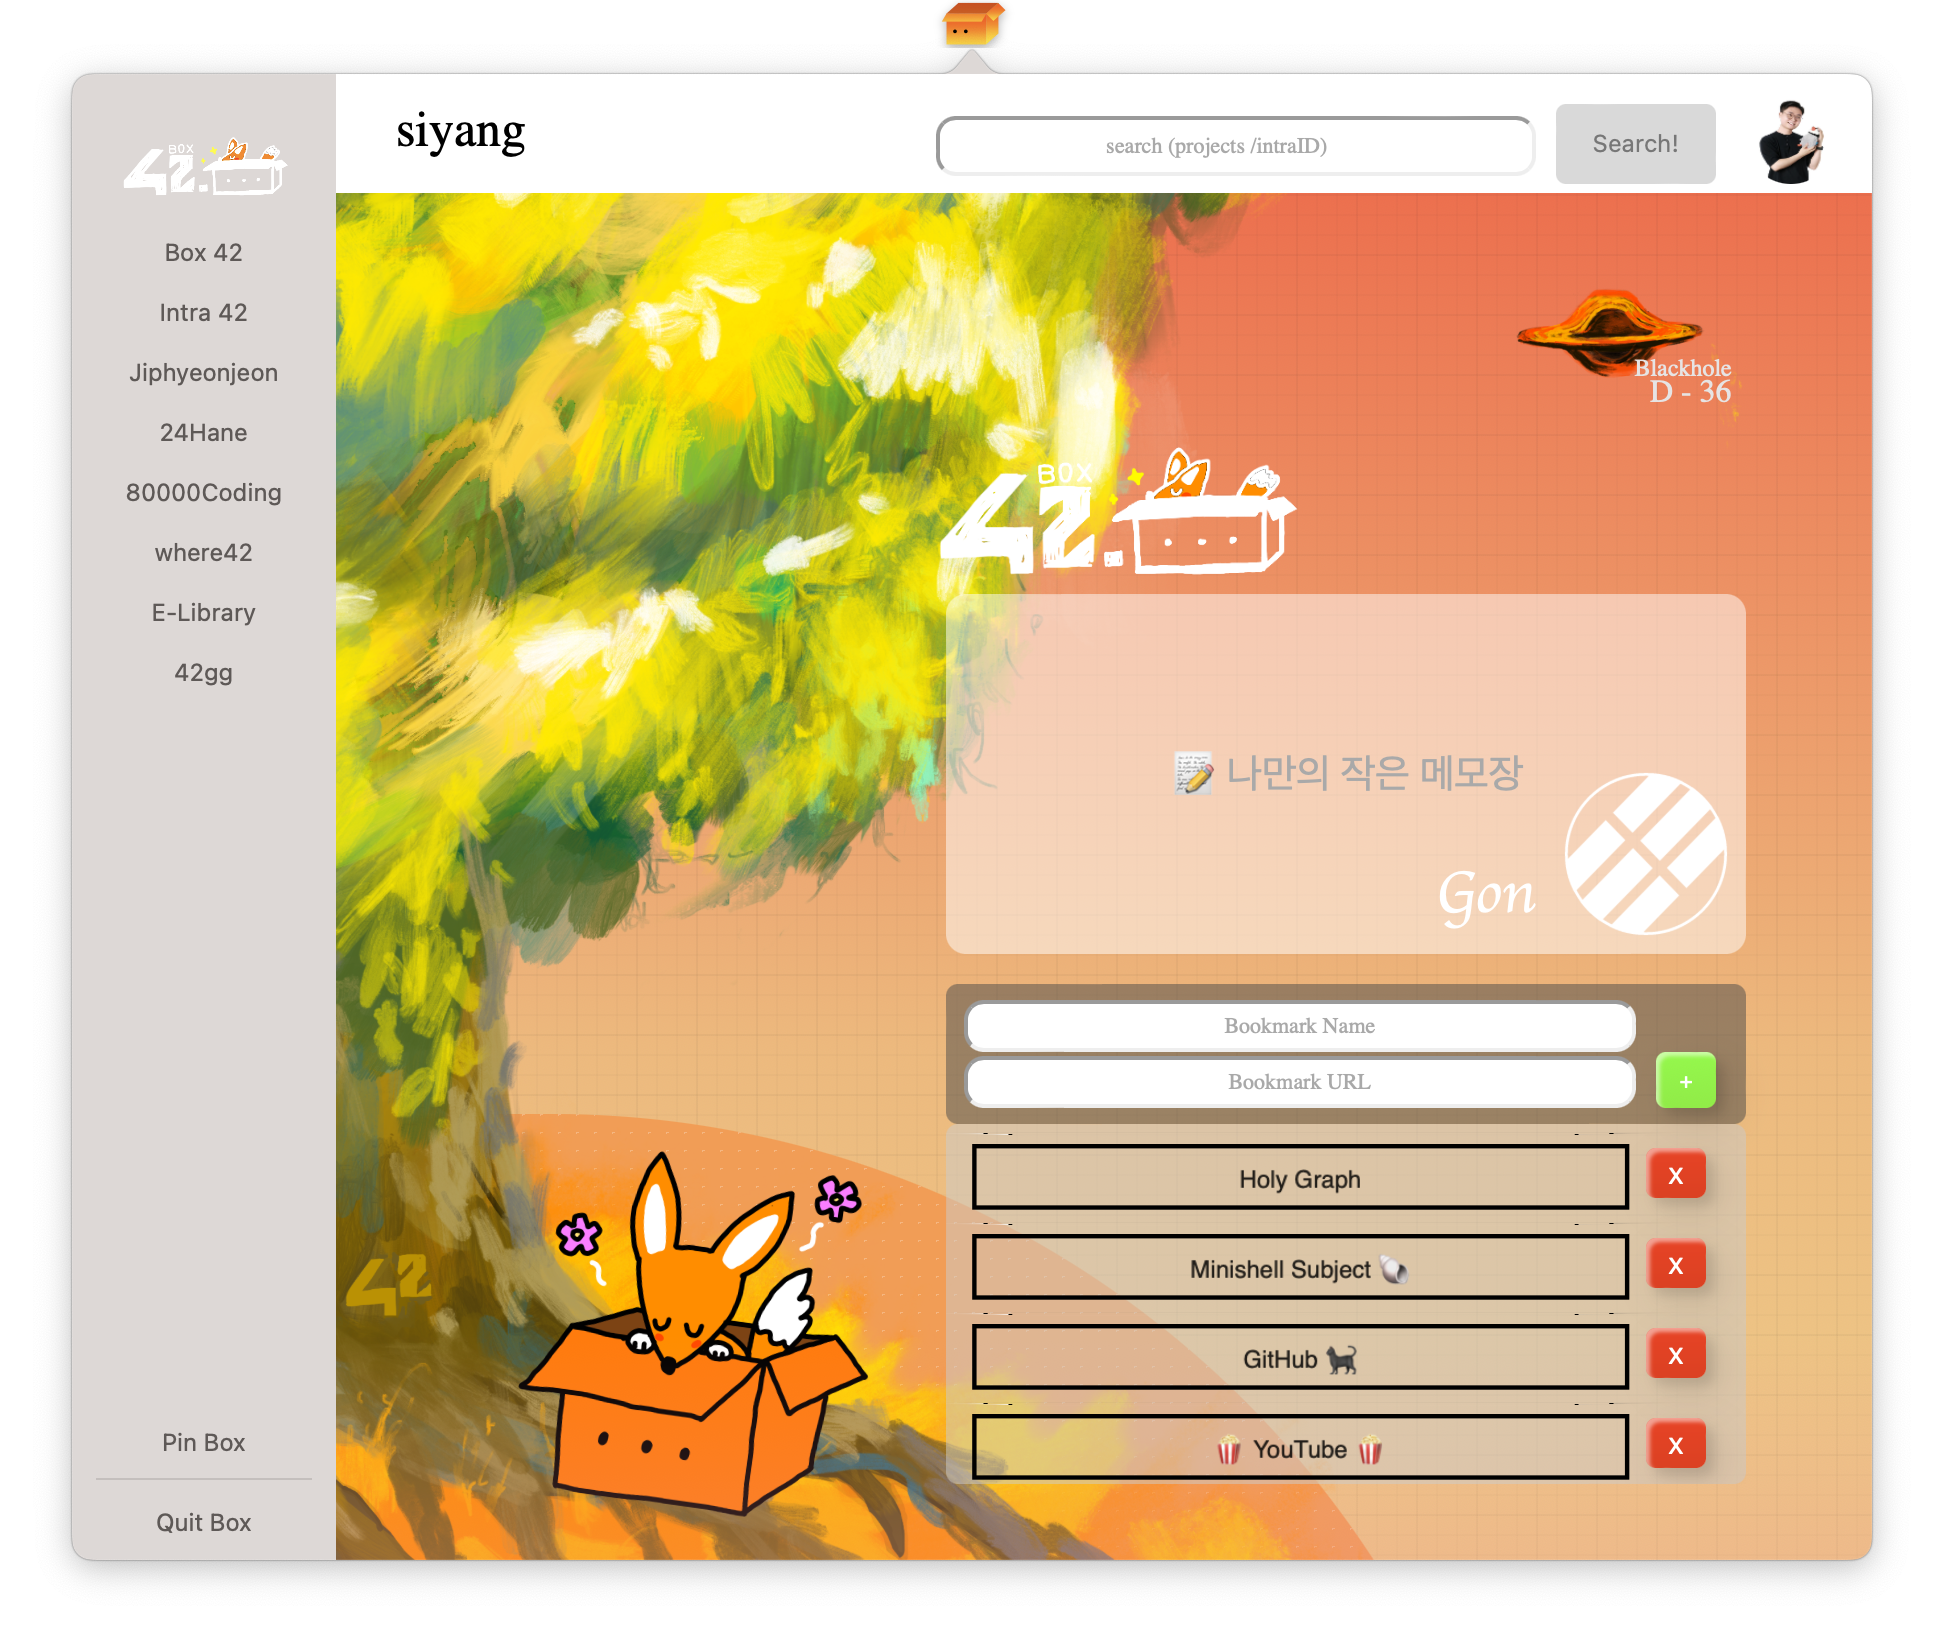 siyang
search (projects /intraID)
Search!
BOX
42.
Box 42
Intra 42
Jiphyeonjeon
24Hane
80000Coding
where42
E-Library
42gg
Pin Box
Quit Box
Blackhole
D - 36
BOX
42.
📝 나만의 작은 메모장
Gon
Bookmark Name
Bookmark URL
+
Holy Graph
X
Minishell Subject 🐚
X
GitHub 🐈‍⬛
X
🍿 YouTube 🍿
X
42